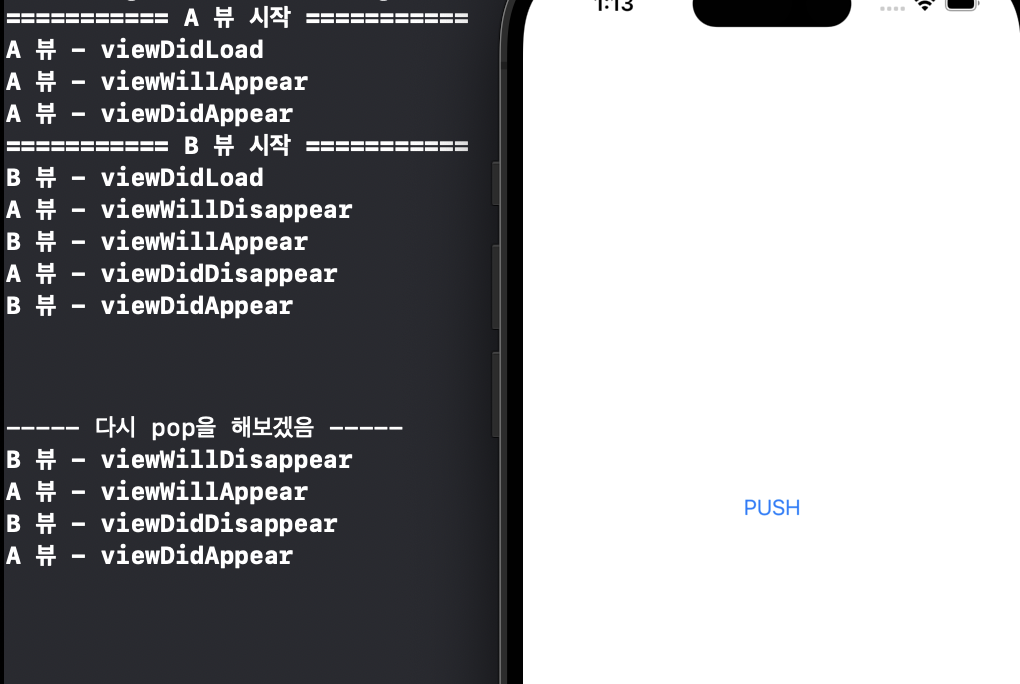 =========== A 뷰 시작 ===========
A 뷰 - viewDidLoad
A 뷰 - viewWillAppear
A 뷰 - viewDidAppear
=========== B 뷰 시작 ===========
B 뷰 - viewDidLoad
A 뷰 - viewWillDisappear
B 뷰 - viewWillAppear
A 뷰 - viewDidDisappear
B 뷰 - viewDidAppear
----- 다시 pop을 해보겠음 -----
B 뷰 - viewWillDisappear
A 뷰 - viewWillAppear
B 뷰 - viewDidDisappear
A 뷰 - viewDidAppear
1:13
PUSH